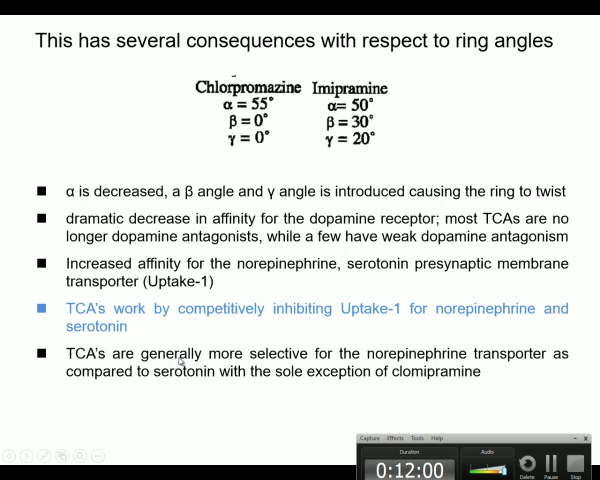 This has several consequences with respect to ring angles
Chlorpromazine Imipramine
α = 55° α= 50°
β = 0° β = 30°
γ = 0° γ = 20°
α is decreased, a β angle and γ angle is introduced causing the ring to twist
dramatic decrease in affinity for the dopamine receptor; most TCAs are no
longer dopamine antagonists, while a few have weak dopamine antagonism
Increased affinity for the norepinephrine, serotonin presynaptic membrane
transporter (Uptake-1)
TCA's work by competitively inhibiting Uptake-1 for norepinephrine and
serotonin
TCA's are generally more selective for the norepinephrine transporter as
compared to serotonin with the sole exception of clomipramine
Capture Effects Tools Help
Duration Audio
0:12:00
Delete Pause Stop